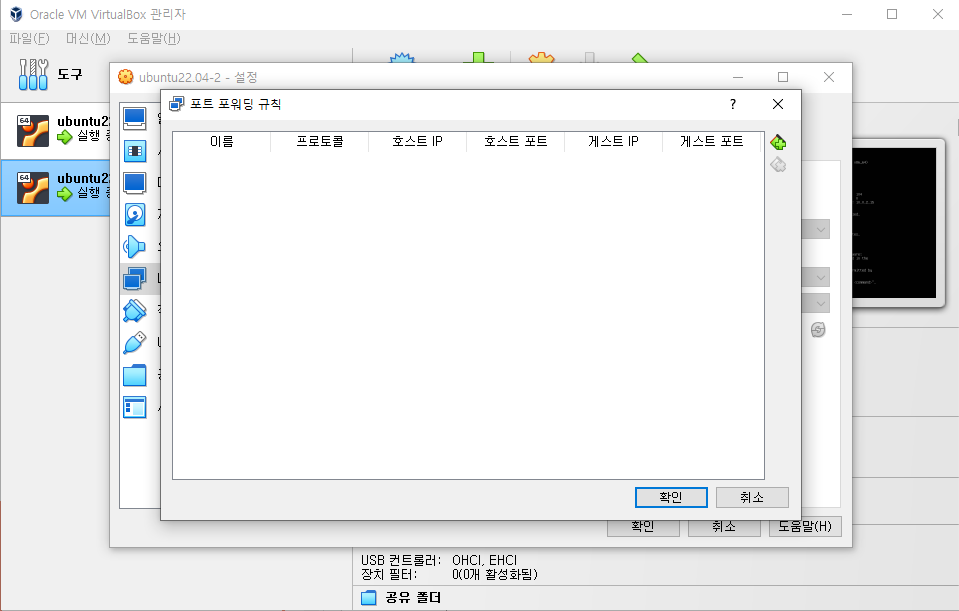 Oracle VM VirtualBox 관리자
파일(F) 머신(M) 도움말(H)
도구
ubuntu22.04-2 - 설정
포트 포워딩 규칙
?
64
ubuntu2
실행
64
ubuntu2
실행
이름 프로토콜 호스트 IP 호스트 포트 게스트 IP 게스트 포트
확인 취소
확인 취소 도움말(H)
USB 컨트롤러: OHCI, EHCI
장치 필터: 0(0개 활성화됨)
공유 폴더